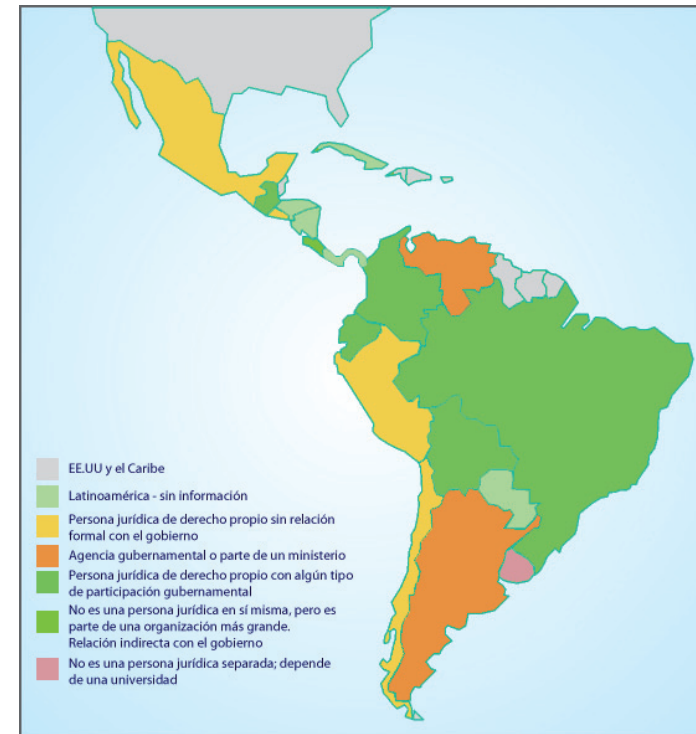 EE.UU y el Caribe
Latinoamérica - sin información
Persona jurídica de derecho propio sin relación
formal con el gobierno
Agencia gubernamental o parte de un ministerio
Persona jurídica de derecho propio con algún tipo
de participación gubernamental
No es una persona jurídica en sí misma, pero es
parte de una organización más grande.
Relación indirecta con el gobierno
No es una persona jurídica separada; depende
de una universidad